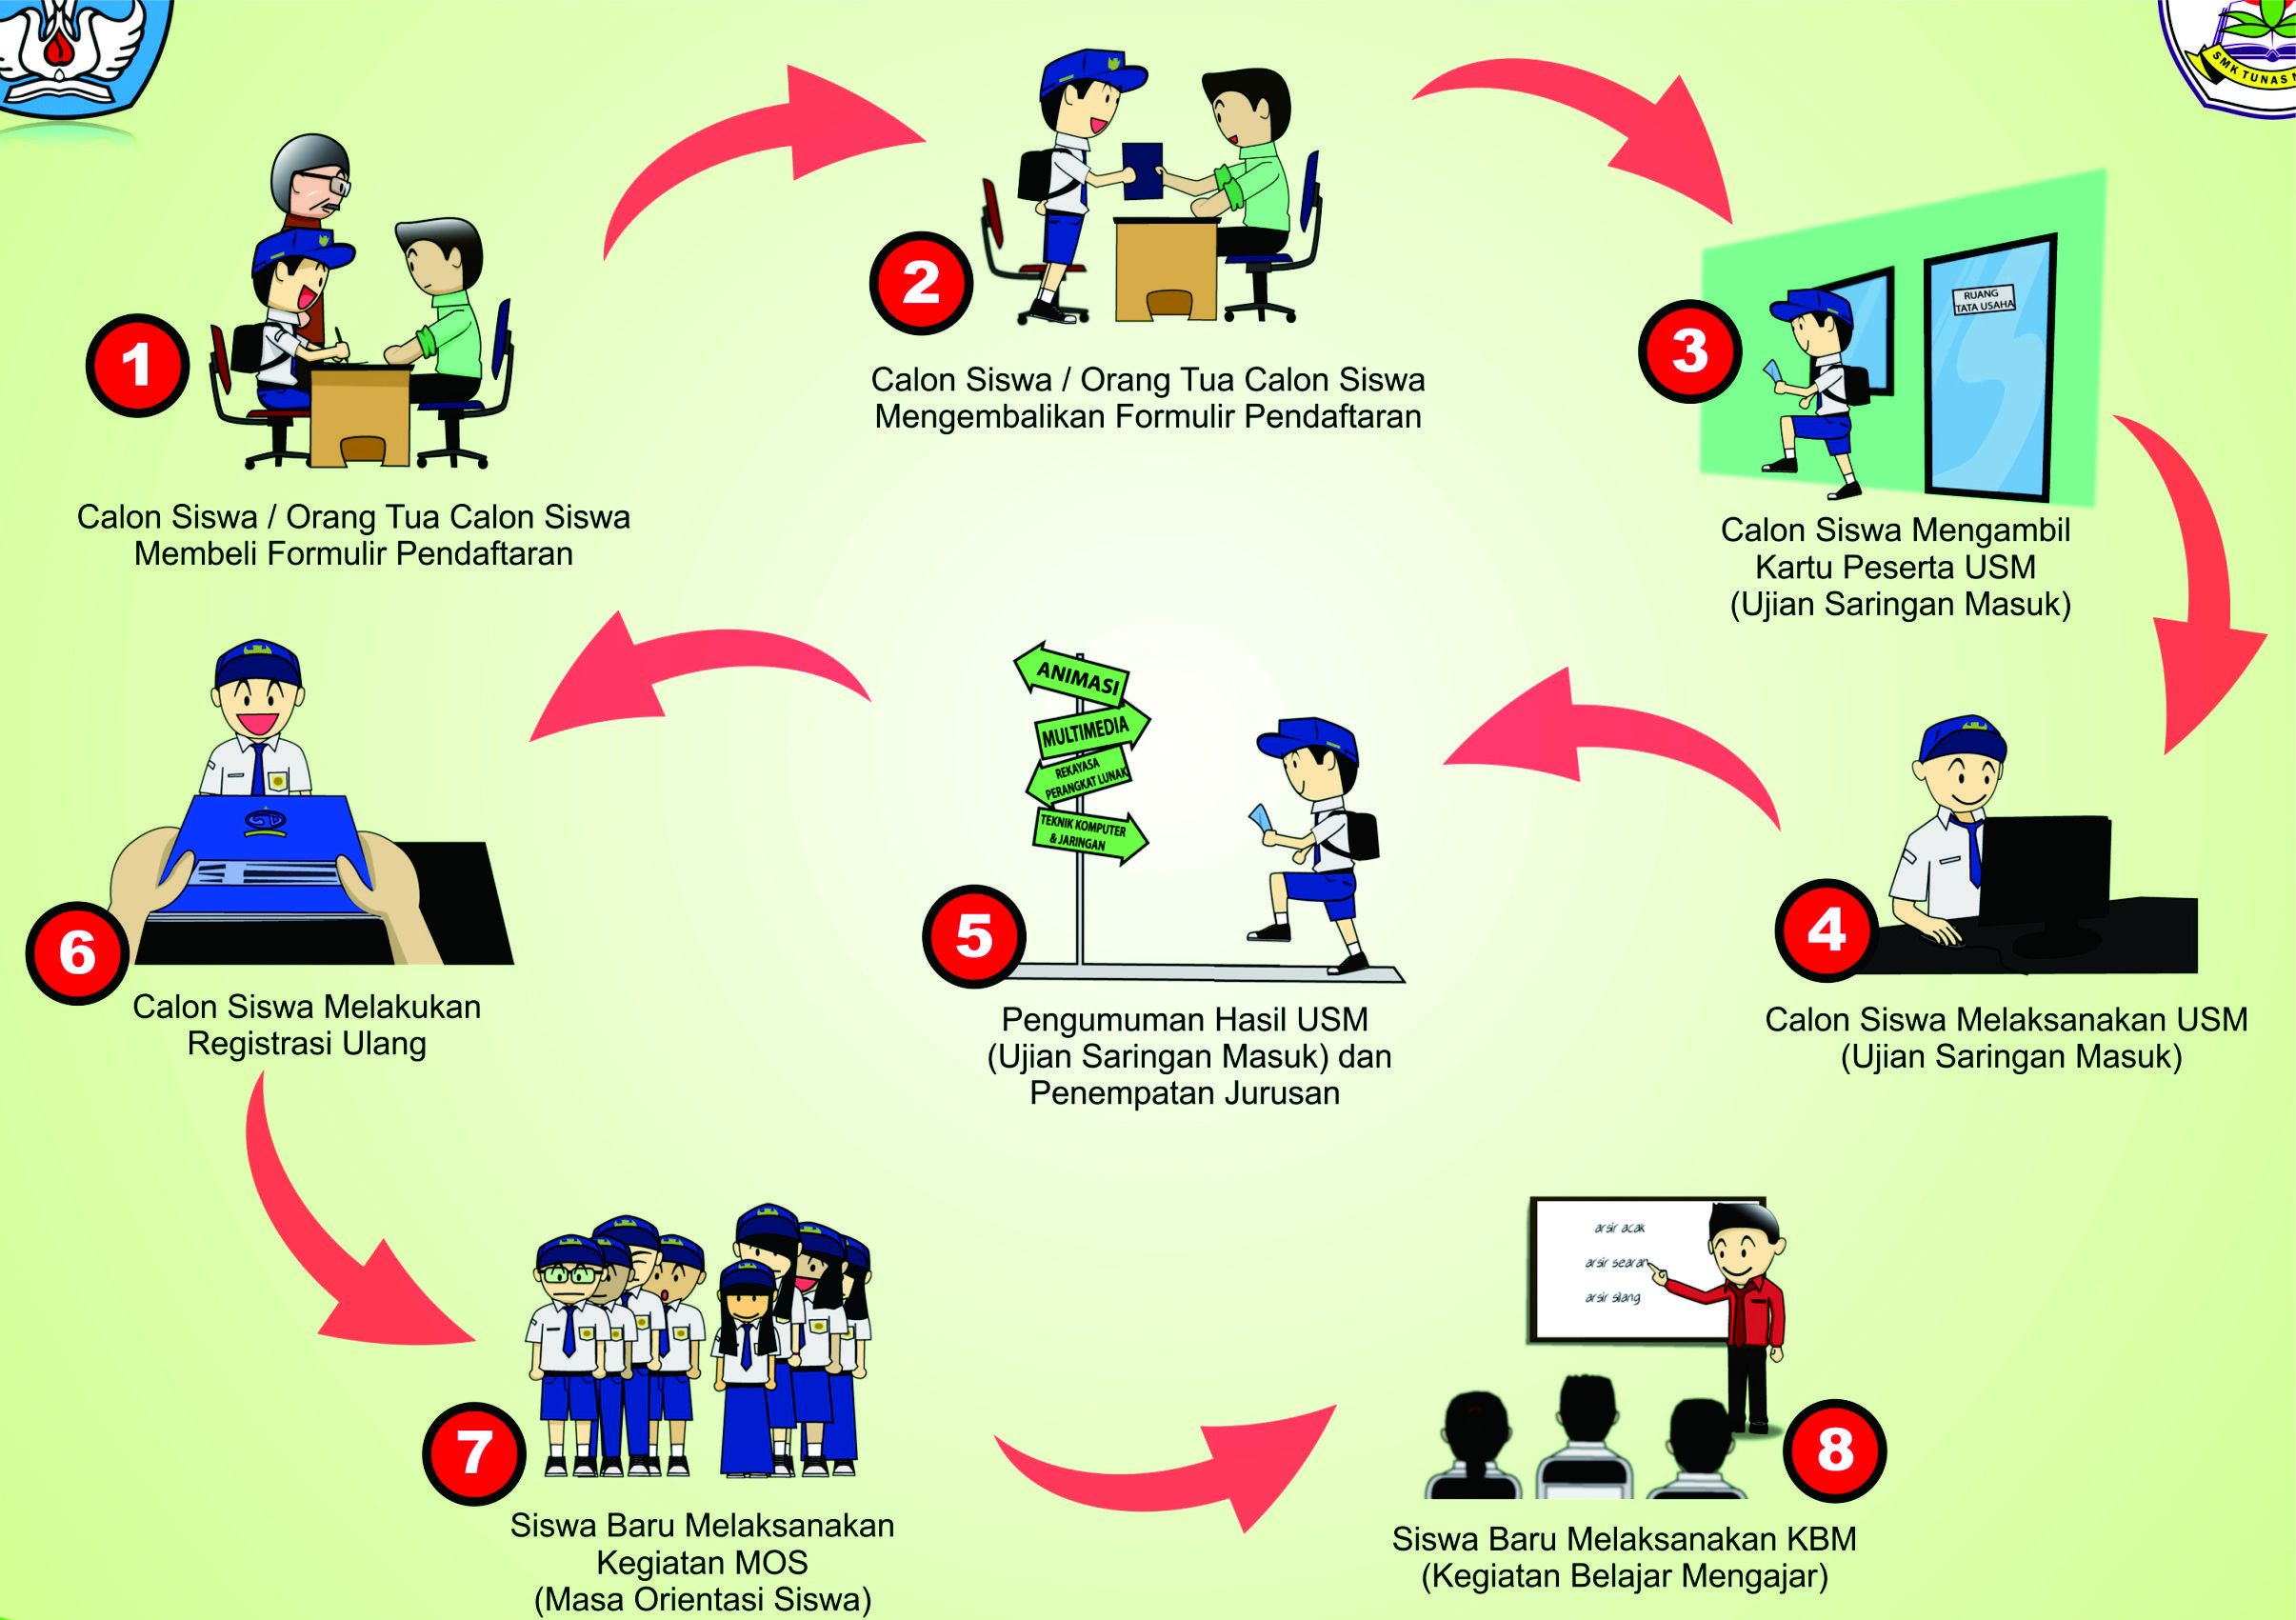 SMK TUNAS
1
Calon Siswa / Orang Tua Calon Siswa
Membeli Formulir Pendaftaran
2
Calon Siswa / Orang Tua Calon Siswa
Mengembalikan Formulir Pendaftaran
3
RUANG
TATA USAHA
Calon Siswa Mengambil
Kartu Peserta USM
(Ujian Saringan Masuk)
4
Calon Siswa Melaksanakan USM
(Ujian Saringan Masuk)
ANIMASI
MULTIMEDIA
REKAYASA
PERANGKAT LUNAK
TEKNIK KOMPUTER
& JARINGAN
5
Pengumuman Hasil USM
(Ujian Saringan Masuk) dan
Penempatan Jurusan
6
Calon Siswa Melakukan
Registrasi Ulang
7
Siswa Baru Melaksanakan
Kegiatan MOS
(Masa Orientasi Siswa)
arsir acak
arsir searah
arsir silang
8
Siswa Baru Melaksanakan KBM
(Kegiatan Belajar Mengajar)